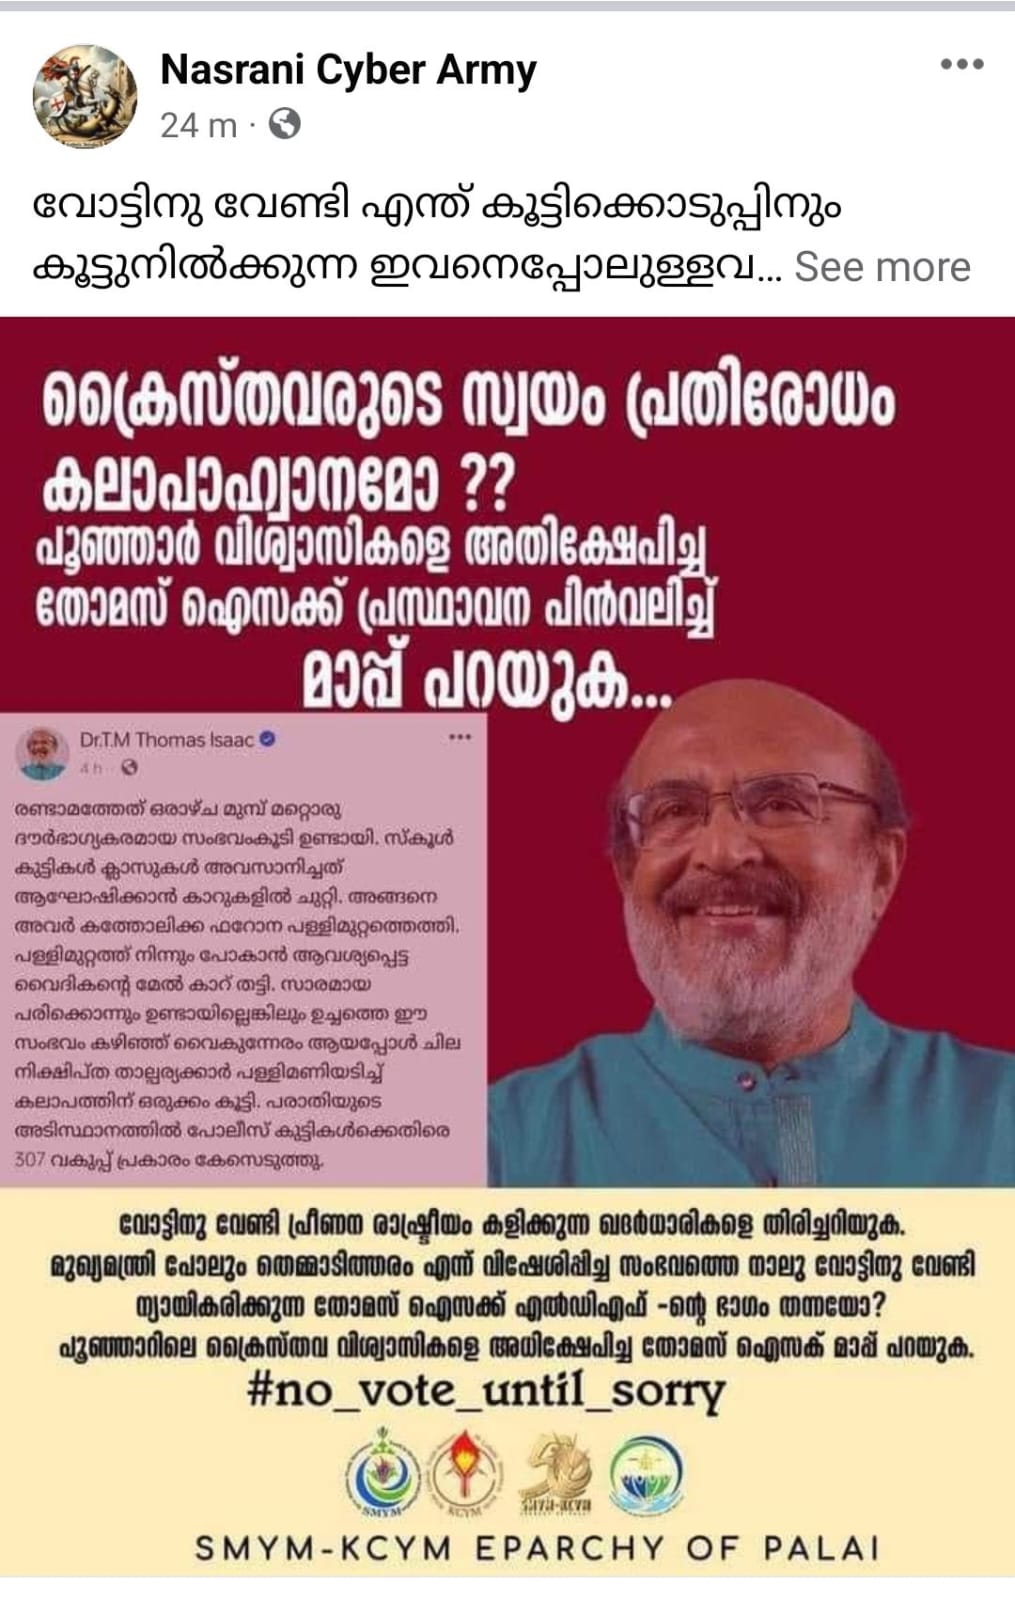 Nasrani Cyber Army
24 m ·
വോട്ടിനു വേണ്ടി എന്ത് കൂട്ടിക്കൊടുപ്പിനും
കൂട്ടുനിൽക്കുന്ന ഇവനെപ്പോലുള്ളവ... See more
ക്രൈസ്തവരുടെ സ്വയം പ്രതിരോധം
കലാപാഹ്വാനമോ ??
പൂഞ്ഞാർ വിശ്വാസികളെ അതിക്ഷേപിച്ച
തോമസ് ഐസക്ക് പ്രസ്ഥാവന പിൻവലിച്ച്
മാപ്പ് പറയുക...
Dr.T.M Thomas Isaac
4 h
രണ്ടാമത്തേത് ഒരാഴ്ച മുമ്പ് മറ്റൊരു
ദൗർഭാഗ്യകരമായ സംഭവംകൂടി ഉണ്ടായി. സ്കൂൾ
കുട്ടികൾ ക്ലാസുകൾ അവസാനിച്ചത്
ആഘോഷിക്കാൻ കാറുകളിൽ ചുറ്റി. അങ്ങനെ
അവർ കത്തോലിക്ക ഫറോന പള്ളിമുറ്റത്തെത്തി.
പള്ളിമുറ്റത്ത് നിന്നും പോകാൻ ആവശ്യപ്പെട്ട
വൈദികന്റെ മേൽ കാറ് തട്ടി. സാരമായ
പരിക്കൊന്നും ഉണ്ടായില്ലെങ്കിലും ഉച്ചത്തെ ഈ
സംഭവം കഴിഞ്ഞ് വൈകുന്നേരം ആയപ്പോൾ ചില
നിക്ഷിപ്ത താല്പര്യക്കാർ പള്ളിമണിയടിച്ച്
കലാപത്തിന് ഒരുക്കം കൂട്ടി. പരാതിയുടെ
അടിസ്ഥാനത്തിൽ പോലീസ് കുട്ടികൾക്കെതിരെ
307 വകുപ്പ് പ്രകാരം കേസെടുത്തു.
വോട്ടിനു വേണ്ടി പ്രീണന രാഷ്ട്രീയം കളിക്കുന്ന ഖദർധാരികളെ തിരിച്ചറിയുക.
മുഖ്യമന്ത്രി പോലും തെമ്മാടിത്തരം എന്ന് വിശേഷിപ്പിച്ച സംഭവത്തെ നാലു വോട്ടിനു വേണ്ടി
ന്യായികരിക്കുന്ന തോമസ് ഐസക്ക് എൽഡിഎഫ് -ന്റെ ഭാഗം തന്നയോ?
പൂഞ്ഞാറിലെ ക്രൈസ്തവ വിശ്വാസികളെ അധിക്ഷേപിച്ച തോമസ് ഐസക് മാപ്പ് പറയുക.
#no_vote_until_sorry
SMYM KCYM SMYM-KCYM
SMYM-KCYM EPARCHY OF PALAI